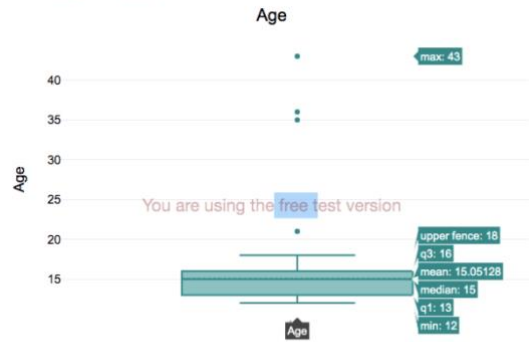 Age
max: 43
40
35
30
Age
25
You are using the free test version
20
upper fence: 18
q3: 16
mean: 15.05128
15
median: 15
q1: 13
min: 12
Age